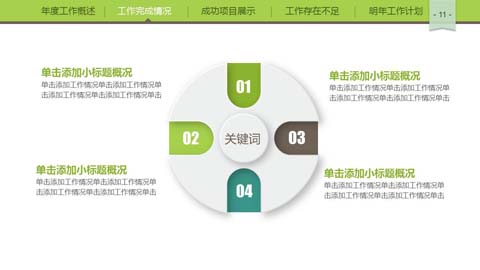 年度工作概述 工作完成情况 成功项目展示 工作存在不足 明年工作计划 - 11 -
单击添加小标题概况
单击添加工作情况单击添加工作情况单
击添加工作情况单击添加工作情况单击
单击添加小标题概况
单击添加工作情况单击添加工作情况单
击添加工作情况单击添加工作情况单击
01
02
关键词
03
04
单击添加小标题概况
单击添加工作情况单击添加工作情况单
击添加工作情况单击添加工作情况单击
单击添加小标题概况
单击添加工作情况单击添加工作情况单
击添加工作情况单击添加工作情况单击